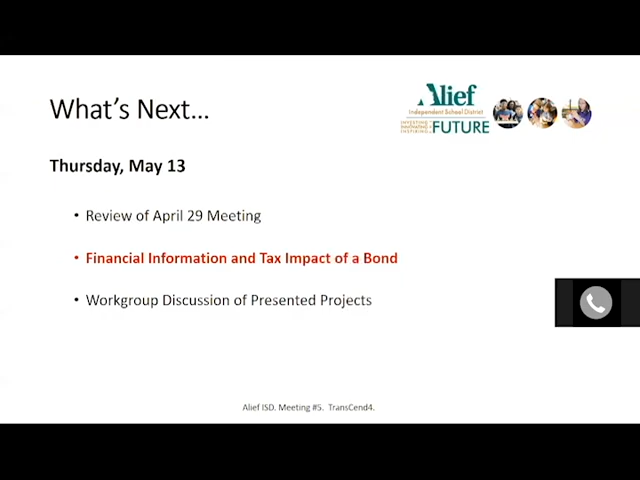 What's Next...
Alief
Independent School District
INVESTING
INNOVATING
INSPIRING
FUTURE
Thursday, May 13
• Review of April 29 Meeting
• Financial Information and Tax Impact of a Bond
• Workgroup Discussion of Presented Projects
Alief ISD. Meeting #5. TransCend4.